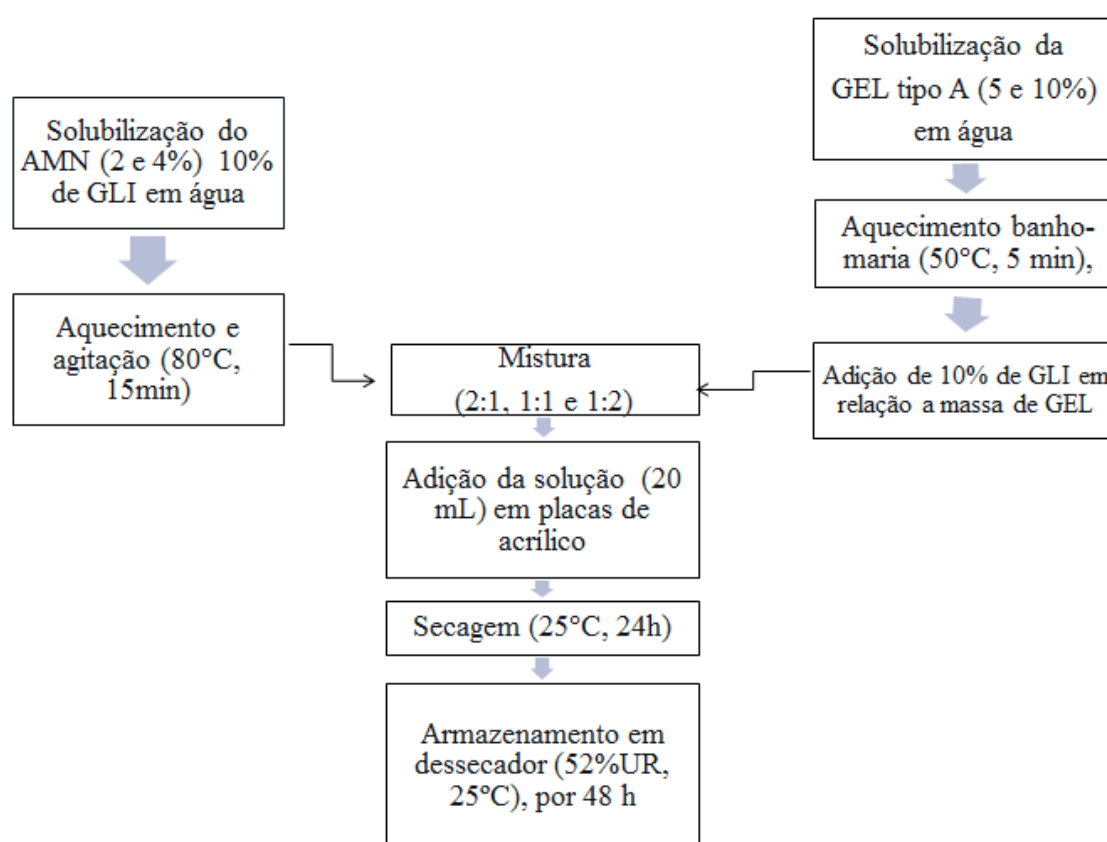 Solubilização do
AMN (2 e 4%) 10%
de GLI em água
Aquecimento e
agitação (80°C,
15min)
Solubilização da
GEL tipo A (5 e 10%)
em água
Aquecimento banho-
maria (50°C, 5 min),
Adição de 10% de GLI em
relação a massa de GEL
Mistura
(2:1, 1:1 e 1:2)
Adição da solução (20
mL) em placas de
acrílico
Secagem (25°C, 24h)
Armazenamento em
dessecador (52%UR,
25°C), por 48 h